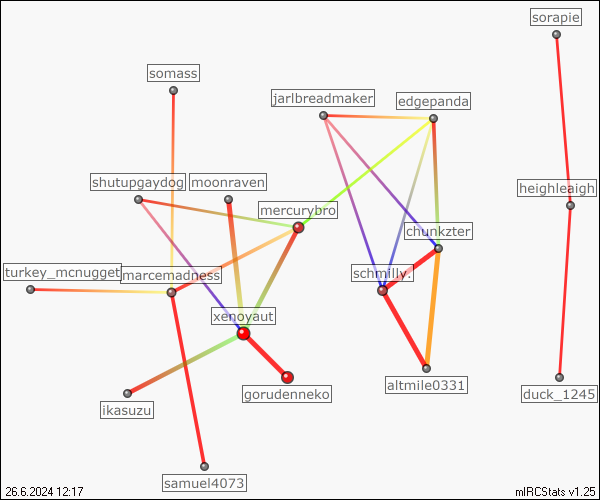 sorapie
somass
jarlbreadmaker
edgepanda
shutupgaydog
moonraven
heighleaigh
mercurybro
chunkzter
turkey_mcnugget
marcemadness
schmilly.
xenoyaut
altmile0331
gorudenneko
duck_1245
ikasuzu
samuel4073
26.6.2024 12:17
mIRCStats v1.25